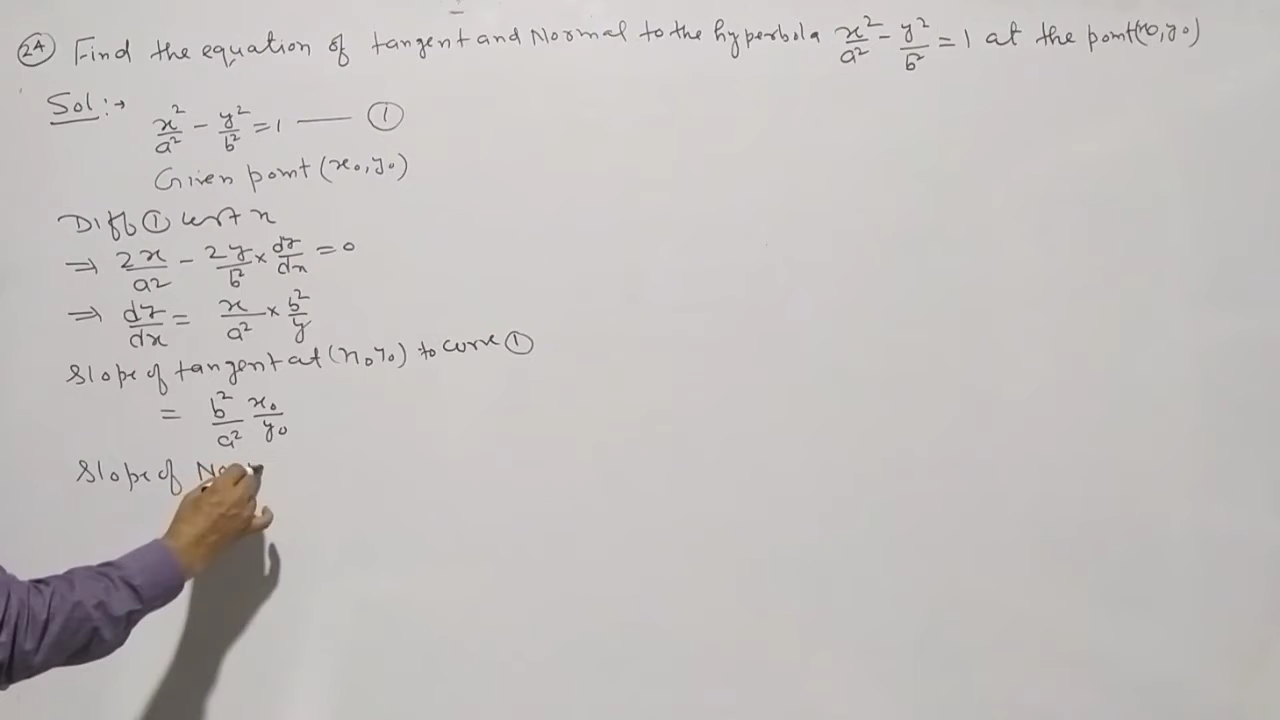 24 Find the equation of tangent and Normal to the hyperbola x²/a² - y²/b² = 1 at the point (x₀, y₀)
Sol :→
x²/a² - y²/b² = 1 —— ①
Given point (x₀, y₀)
Diff ① wrt x
⇒ 2x/a² - 2y/b² × dy/dx = 0
⇒ dy/dx = x/a² × b²/y
Slope of tangent at (x₀ y₀) to curve ①
= b²/a² x₀/y₀
Slope of